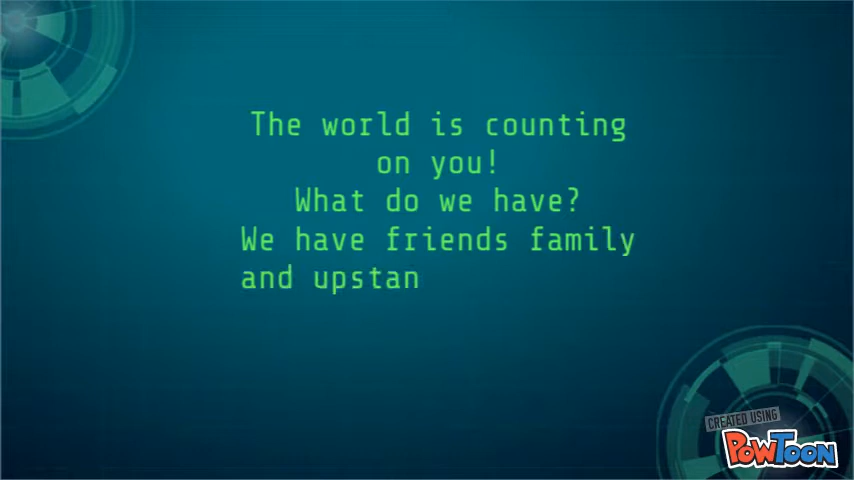 The world is counting
on you!
What do we have?
We have friends family
and upstan
CREATED USING
POWTOON